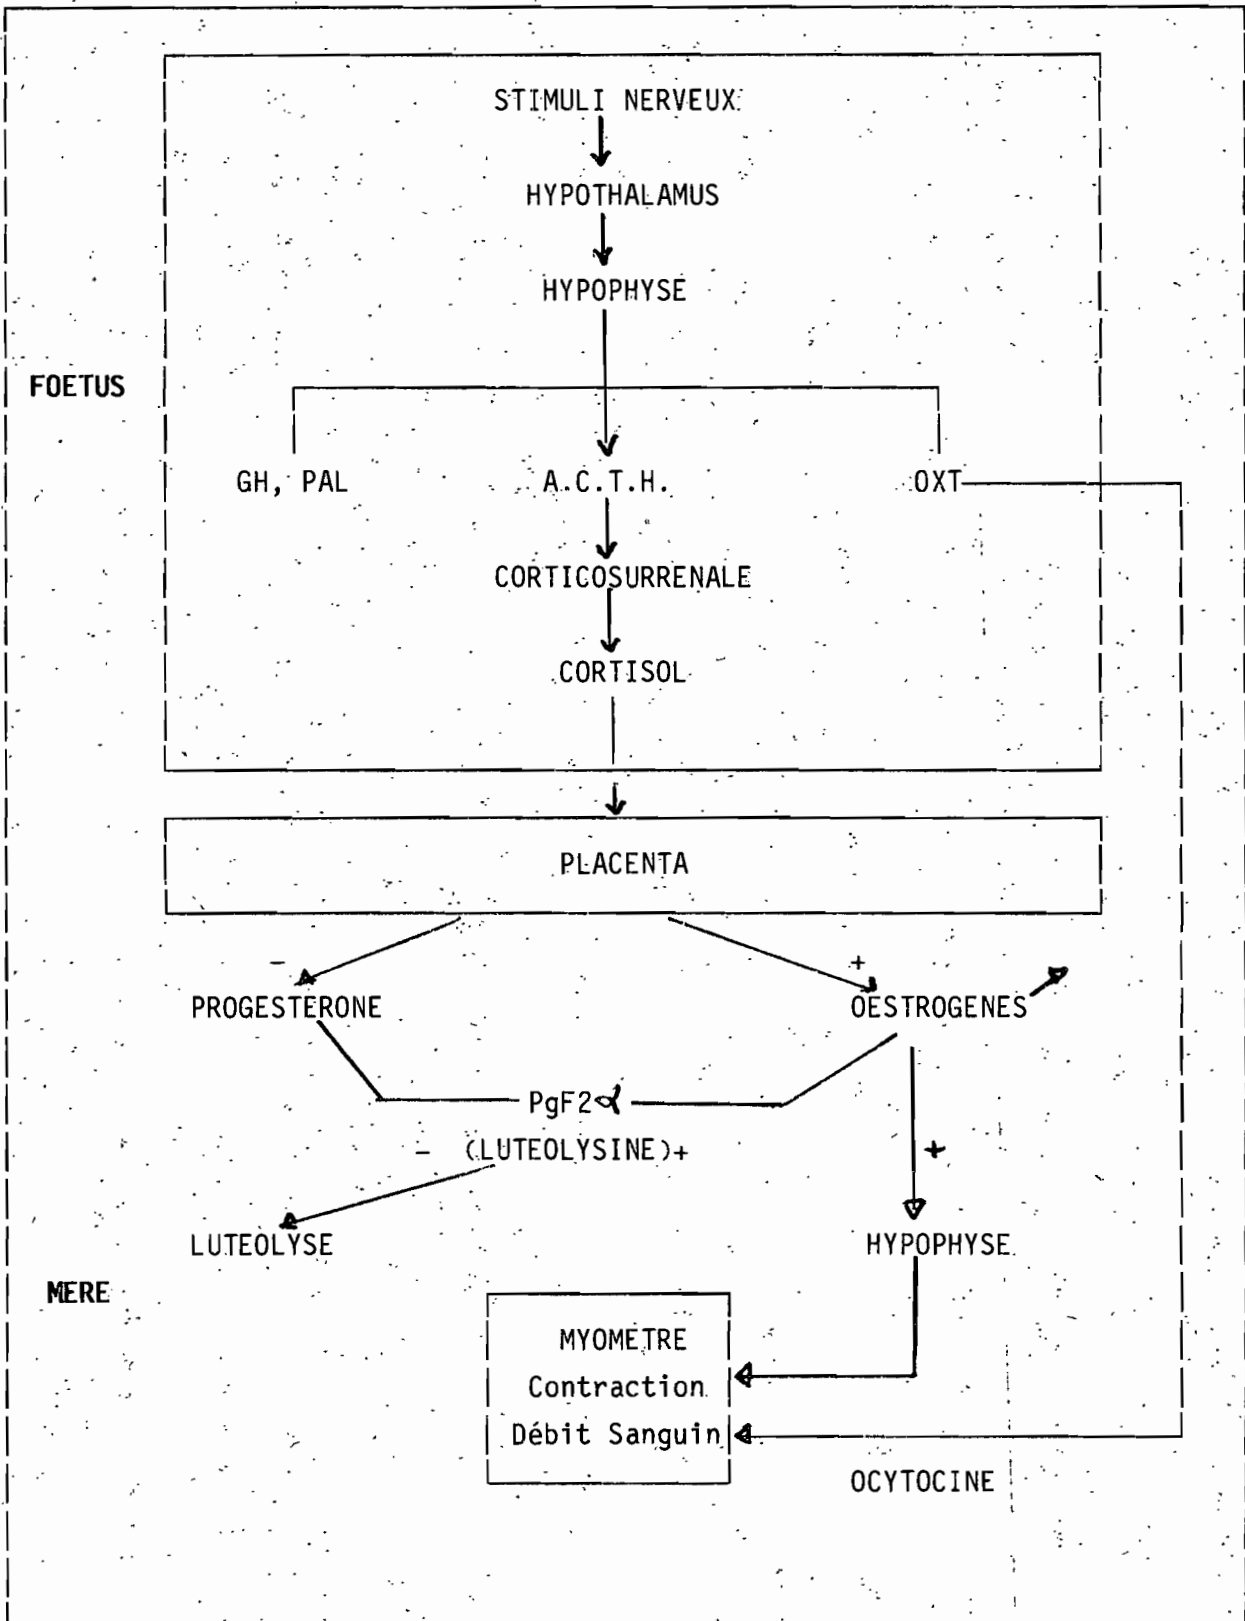 STIMULI NERVEUX
HYPOTHALAMUS
HYPOPHYSE
FOETUS
GH, PAL A.C.T.H. OXT
CORTICOSURRENALE
CORTISOL
PLACENTA
- +
PROGESTERONE OESTROGENES
PgF2α
- (LUTEOLYSINE)+ +
LUTEOLYSE HYPOPHYSE
MERE
MYOMETRE
Contraction
Débit Sanguin
OCYTOCINE